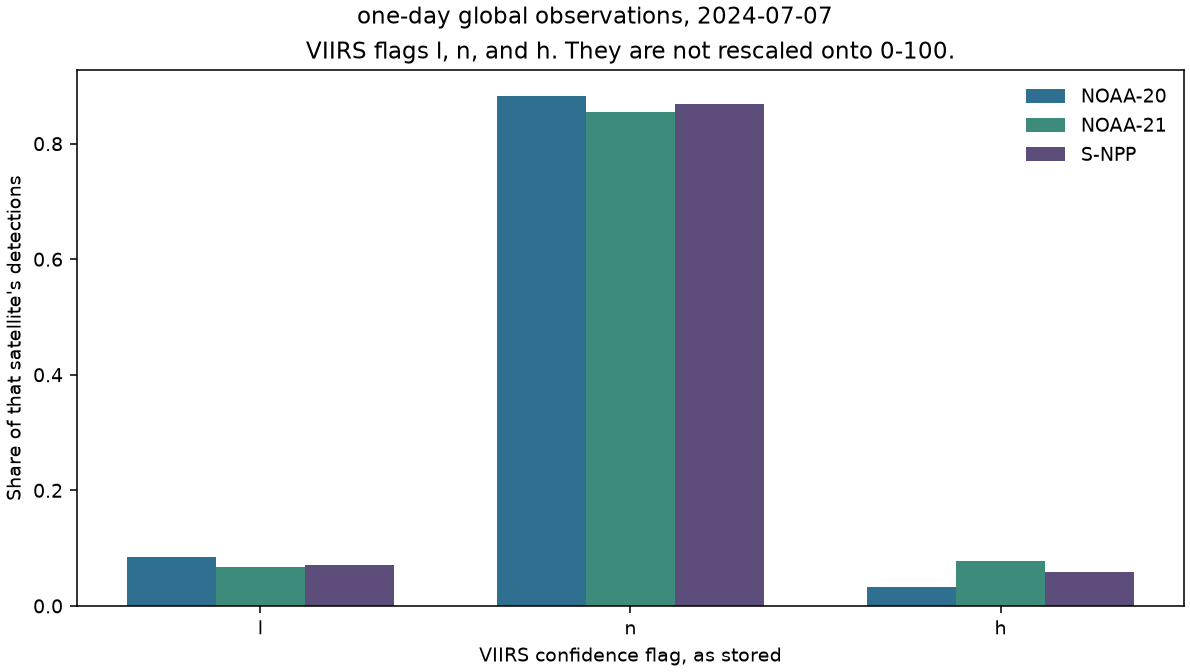 one-day global observations, 2024-07-07
VIIRS flags l, n, and h. They are not rescaled onto 0-100.
NOAA-20
NOAA-21
S-NPP
Share of that satellite's detections
0.8
0.6
0.4
0.2
0.0
l
n
h
VIIRS confidence flag, as stored